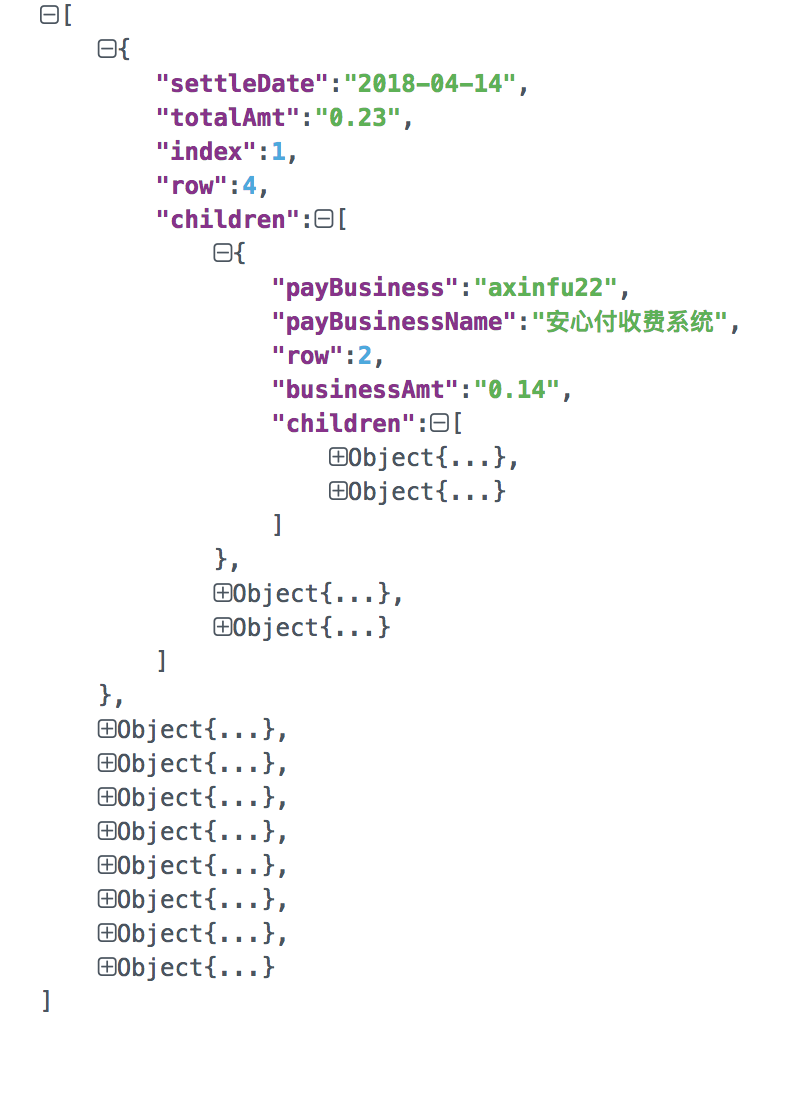 [
{
"settleDate":"2018-04-14",
"totalAmt":"0.23",
"index":1,
"row":4,
"children":[
{
"payBusiness":"axinfu22",
"payBusinessName":"安心付收费系统",
"row":2,
"businessAmt":"0.14",
"children":[
Object{...},
Object{...}
]
},
Object{...},
Object{...}
]
},
Object{...},
Object{...},
Object{...},
Object{...},
Object{...},
Object{...},
Object{...},
Object{...}
]